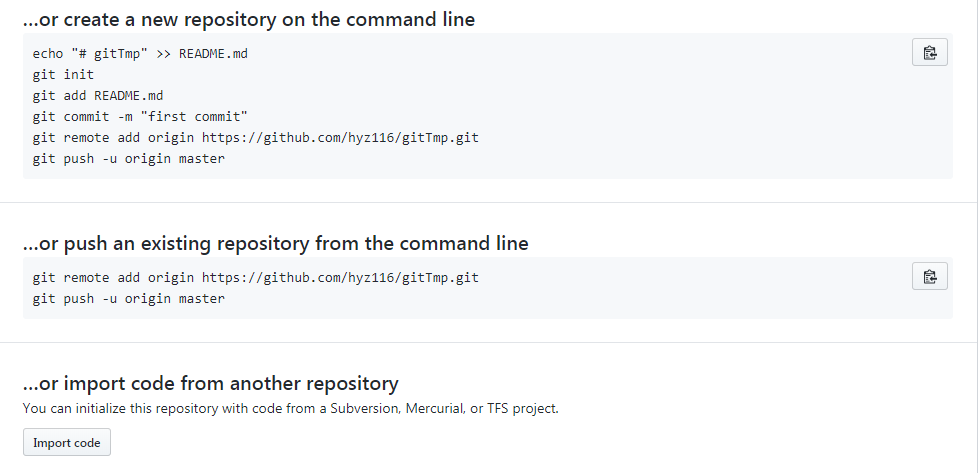 ...or create a new repository on the command line
echo "# gitTmp" >> README.md
git init
git add README.md
git commit -m "first commit"
git remote add origin https://github.com/hyz116/gitTmp.git
git push -u origin master
...or push an existing repository from the command line
git remote add origin https://github.com/hyz116/gitTmp.git
git push -u origin master
...or import code from another repository
You can initialize this repository with code from a Subversion, Mercurial, or TFS project.
Import code